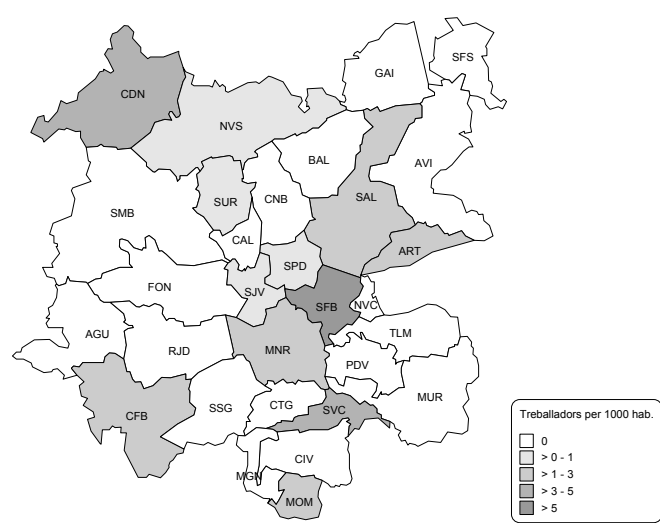 SFS
GAI
CDN
NVS
BAL
AVI
SUR
CNB
SAL
SMB
CAL
ART
SPD
FON
SJV
SFB
NVC
AGU
TLM
RJD
MNR
PDV
MUR
CFB
SSG
CTG
SVC
CIV
MGN
MOM
Treballadors per 1000 hab.
0
> 0 - 1
> 1 - 3
> 3 - 5
> 5